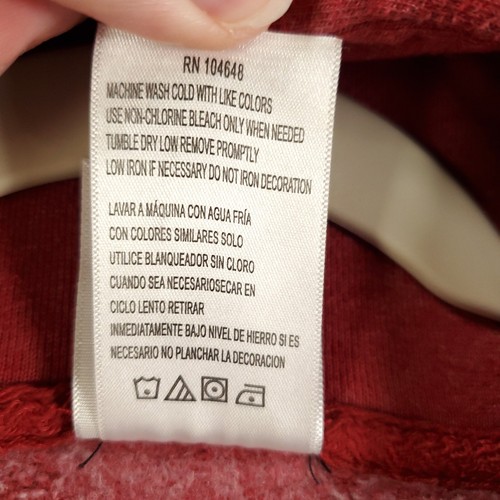 RN 104648
MACHINE WASH COLD WITH LIKE COLORS
USE NON-CHLORINE BLEACH ONLY WHEN NEEDED
TUMBLE DRY LOW REMOVE PROMPTLY
LOW IRON IF NECESSARY DO NOT IRON DECORATION
LAVAR A MÁQUINA CON AGUA FRÍA
CON COLORES SIMILARES SOLO
UTILICE BLANQUEADOR SIN CLORO
CUANDO SEA NECESARIOSECAR EN
CICLO LENTO RETIRAR
INMEDIATAMENTE BAJO NIVEL DE HIERRO SI ES
NECESARIO NO PLANCHAR LA DECORACION